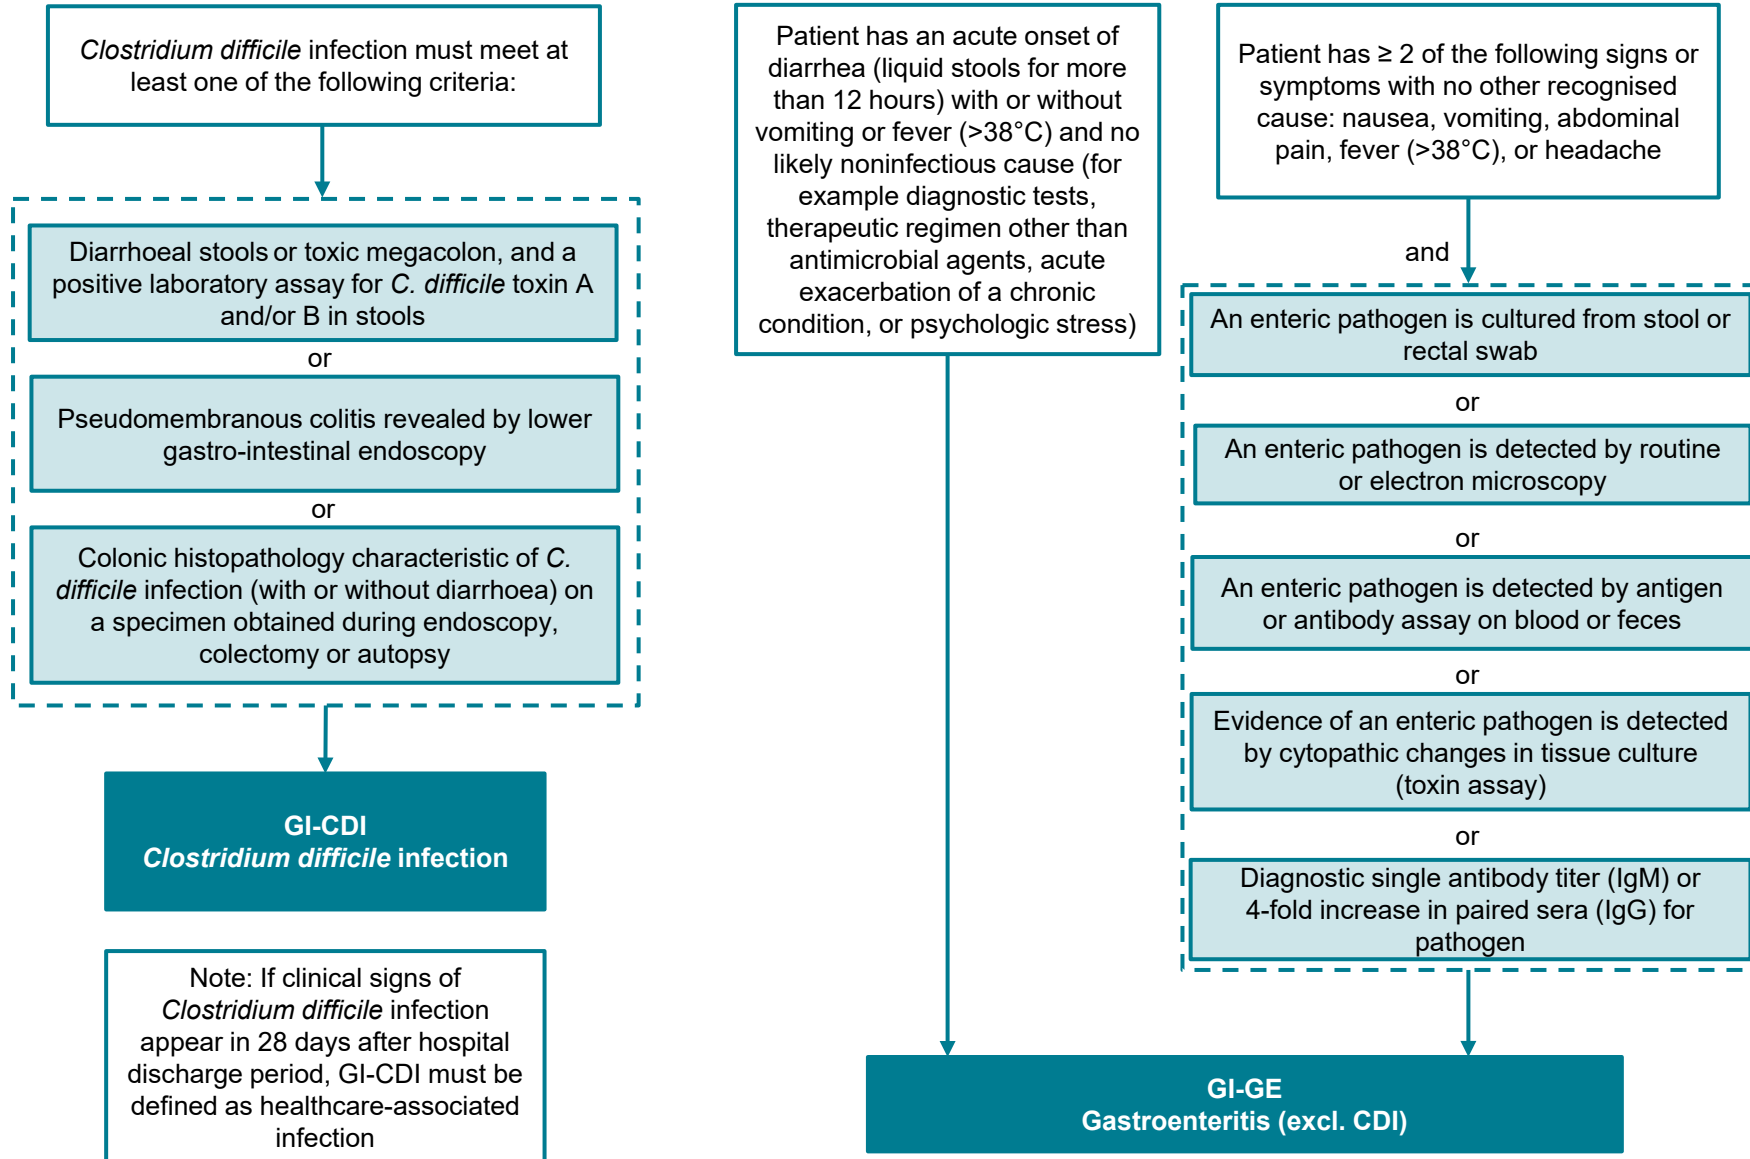 Clostridium difficile infection must meet at
least one of the following criteria:
Diarrhoeal stools or toxic megacolon, and a
positive laboratory assay for C. difficile toxin A
and/or B in stools
or
Pseudomembranous colitis revealed by lower
gastro-intestinal endoscopy
or
Colonic histopathology characteristic of C.
difficile infection (with or without diarrhoea) on
a specimen obtained during endoscopy,
colectomy or autopsy
GI-CDI
Clostridium difficile infection
Note: If clinical signs of
Clostridium difficile infection
appear in 28 days after hospital
discharge period, GI-CDI must be
defined as healthcare-associated
infection
Patient has an acute onset of
diarrhea (liquid stools for more
than 12 hours) with or without
vomiting or fever (>38°C) and no
likely noninfectious cause (for
example diagnostic tests,
therapeutic regimen other than
antimicrobial agents, acute
exacerbation of a chronic
condition, or psychologic stress)
Patient has ≥ 2 of the following signs or
symptoms with no other recognised
cause: nausea, vomiting, abdominal
pain, fever (>38°C), or headache
and
An enteric pathogen is cultured from stool or
rectal swab
or
An enteric pathogen is detected by routine
or electron microscopy
or
An enteric pathogen is detected by antigen
or antibody assay on blood or feces
or
Evidence of an enteric pathogen is detected
by cytopathic changes in tissue culture
(toxin assay)
or
Diagnostic single antibody titer (IgM) or
4-fold increase in paired sera (IgG) for
pathogen
GI-GE
Gastroenteritis (excl. CDI)